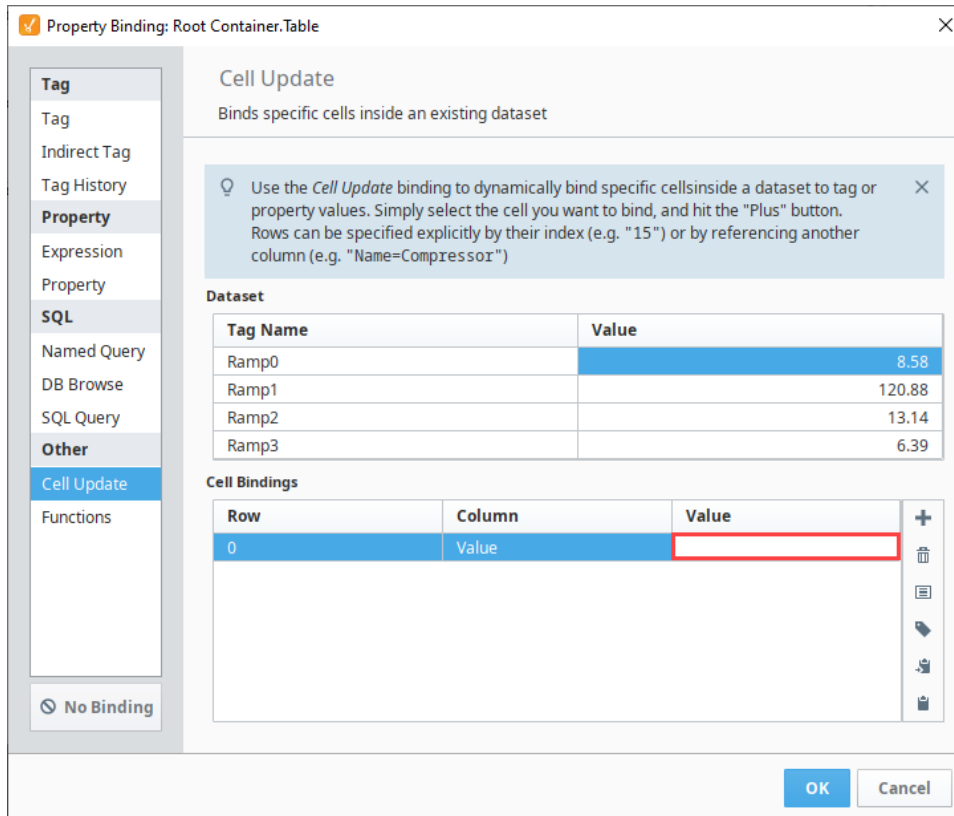 Property Binding: Root Container.Table
Tag
Tag
Indirect Tag
Tag History
Property
Expression
Property
SQL
Named Query
DB Browse
SQL Query
Other
Cell Update
Functions
No Binding
Cell Update
Binds specific cells inside an existing dataset
Use the Cell Update binding to dynamically bind specific cellsinside a dataset to tag or
property values. Simply select the cell you want to bind, and hit the "Plus" button.
Rows can be specified explicitly by their index (e.g. "15") or by referencing another
column (e.g. "Name=Compressor")
Dataset
Tag Name Value
Ramp0 8.58
Ramp1 120.88
Ramp2 13.14
Ramp3 6.39
Cell Bindings
Row Column Value
0 Value
OK Cancel